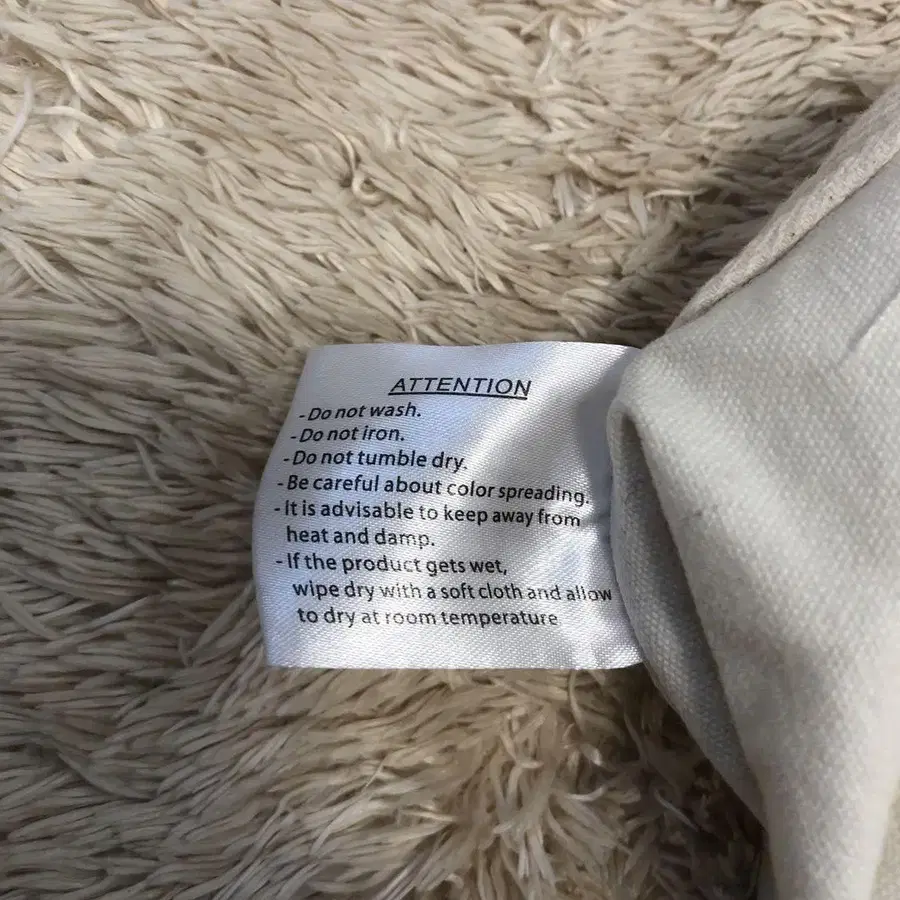 ATTENTION
- Do not wash.
- Do not iron.
- Do not tumble dry.
- Be careful about color spreading.
- It is advisable to keep away from
heat and damp.
- If the product gets wet,
wipe dry with a soft cloth and allow
to dry at room temperature